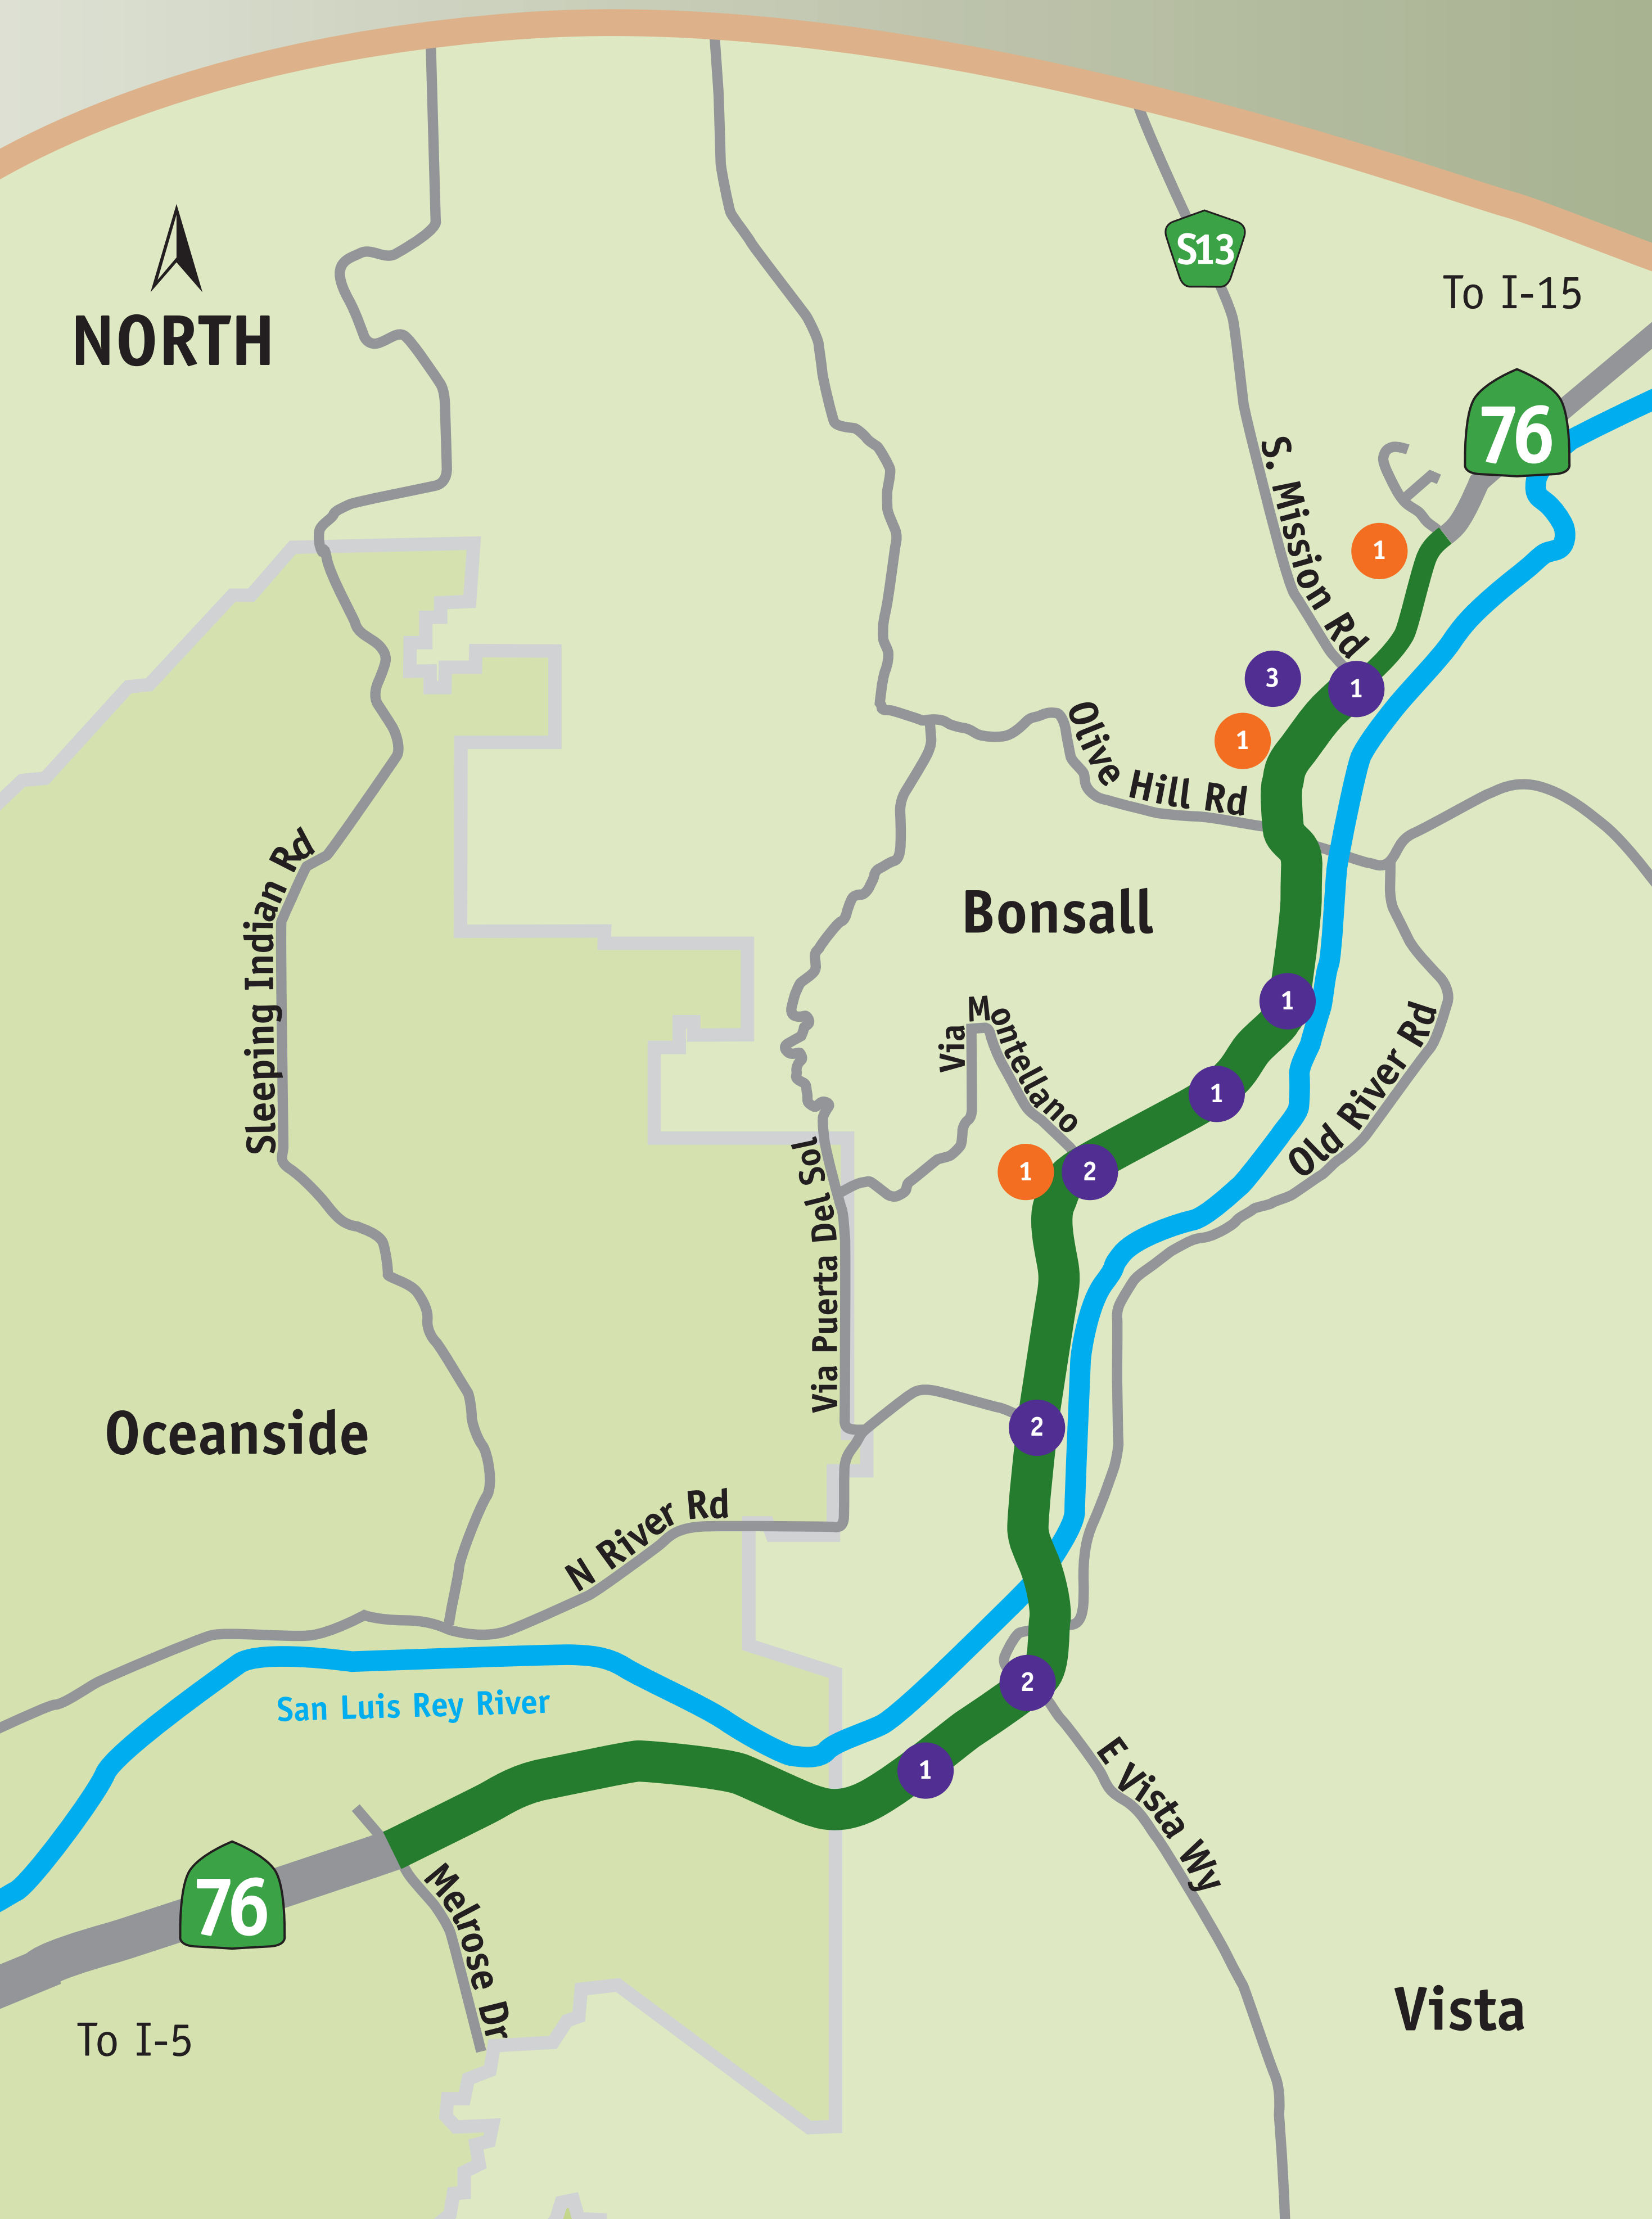 S13
To I-15
NORTH
76
S. Mission Rd
1
3
1
1
Olive Hill Rd
Sleeping Indian Rd
Bonsall
1
Via Montellano
1
Old River Rd
1
2
Via Puerta Del Sol
Oceanside
2
N River Rd
2
San Luis Rey River
1
E Vista Wy
76
Melrose Dr
Vista
To I-5